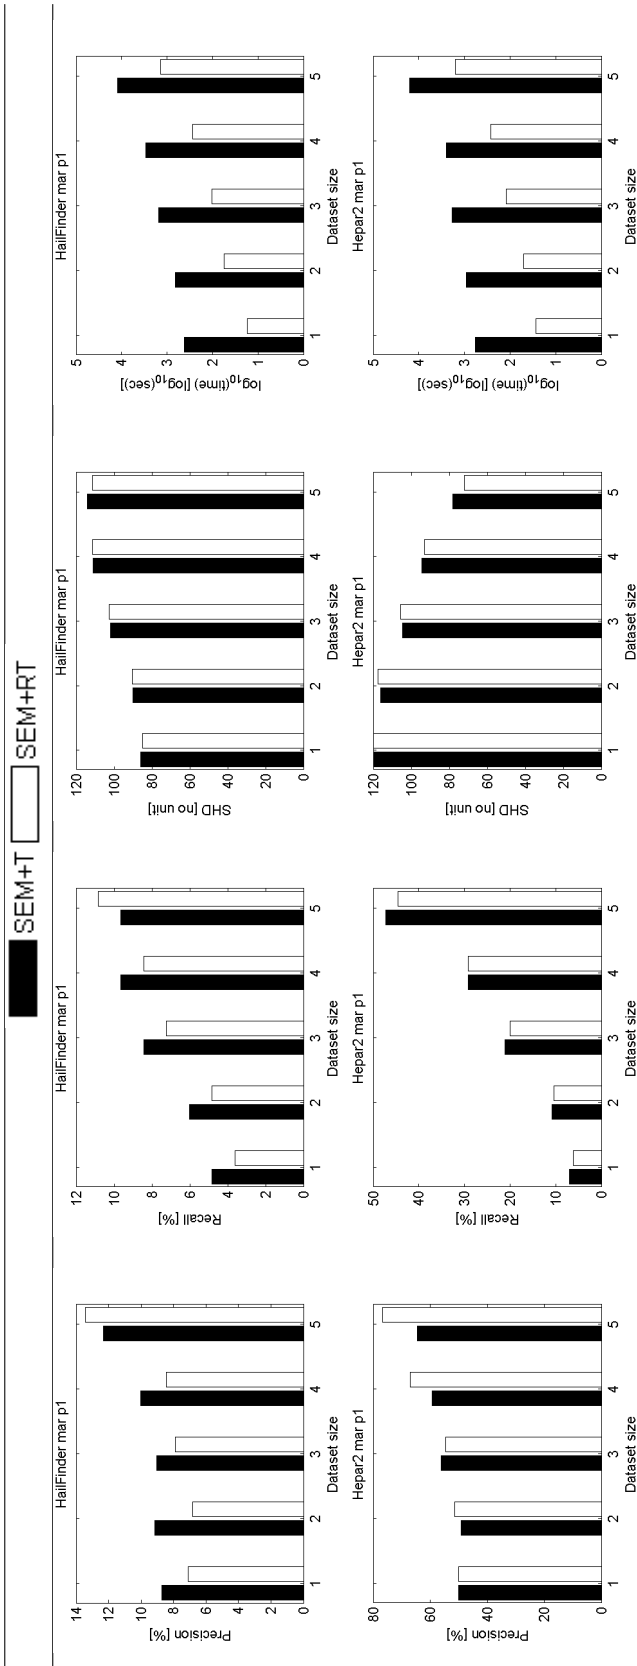 SEM+T SEM+RT
HailFinder mar p1
Precision [%]
14
12
10
8
6
4
2
0
1 2 3 4 5
Dataset size
HailFinder mar p1
Recall [%]
12
10
8
6
4
2
0
1 2 3 4 5
Dataset size
HailFinder mar p1
SHD [no unit]
120
100
80
60
40
20
0
1 2 3 4 5
Dataset size
HailFinder mar p1
log10(time) [log10(sec)]
5
4
3
2
1
0
1 2 3 4 5
Dataset size
Hepar2 mar p1
Precision [%]
80
60
40
20
0
1 2 3 4 5
Dataset size
Hepar2 mar p1
Recall [%]
50
40
30
20
10
0
1 2 3 4 5
Dataset size
Hepar2 mar p1
SHD [no unit]
120
100
80
60
40
20
0
1 2 3 4 5
Dataset size
Hepar2 mar p1
log10(time) [log10(sec)]
5
4
3
2
1
0
1 2 3 4 5
Dataset size